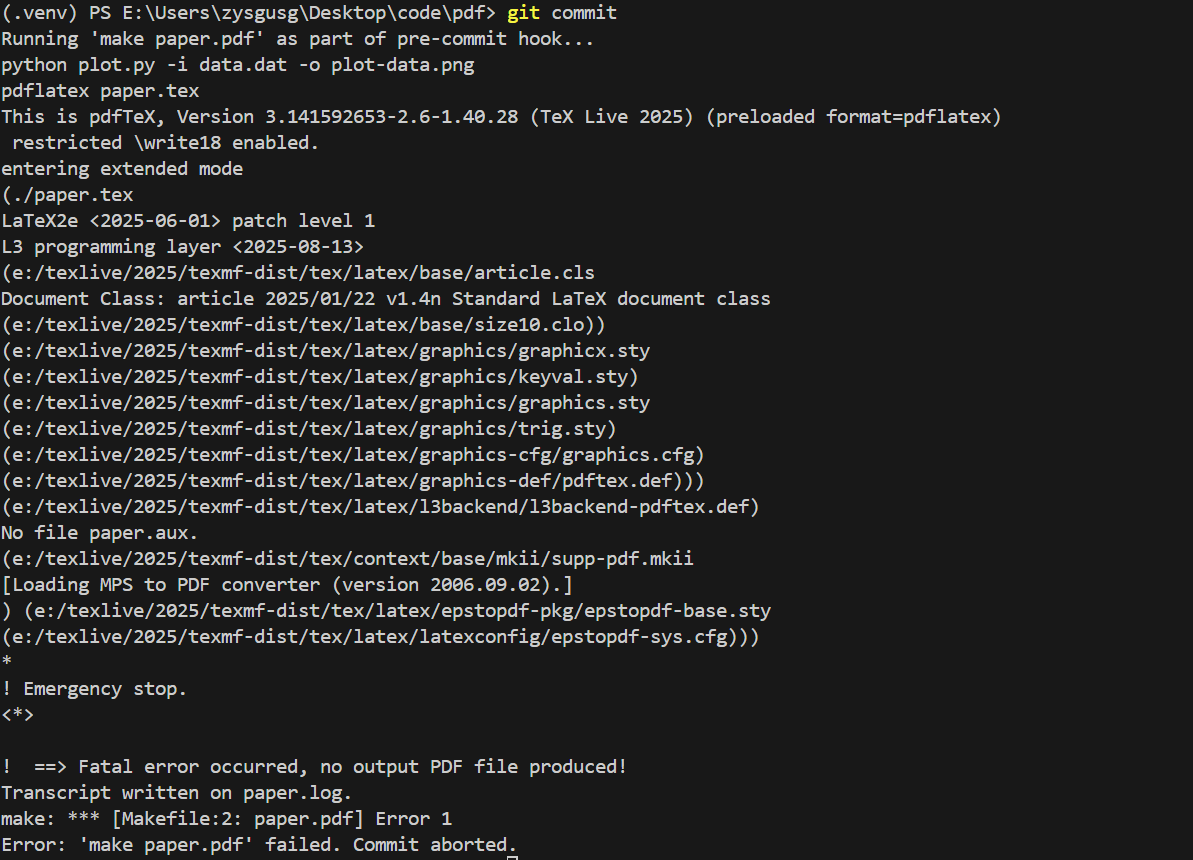 (.venv) PS E:\Users\zysgusg\Desktop\code\pdf> git commit
Running 'make paper.pdf' as part of pre-commit hook...
python plot.py -i data.dat -o plot-data.png
pdflatex paper.tex
This is pdfTeX, Version 3.141592653-2.6-1.40.28 (TeX Live 2025) (preloaded format=pdflatex)
 restricted \write18 enabled.
entering extended mode
(./paper.tex
LaTeX2e <2025-06-01> patch level 1
L3 programming layer <2025-08-13>
(e:/texlive/2025/texmf-dist/tex/latex/base/article.cls
Document Class: article 2025/01/22 v1.4n Standard LaTeX document class
(e:/texlive/2025/texmf-dist/tex/latex/base/size10.clo))
(e:/texlive/2025/texmf-dist/tex/latex/graphics/graphicx.sty
(e:/texlive/2025/texmf-dist/tex/latex/graphics/keyval.sty)
(e:/texlive/2025/texmf-dist/tex/latex/graphics/graphics.sty
(e:/texlive/2025/texmf-dist/tex/latex/graphics/trig.sty)
(e:/texlive/2025/texmf-dist/tex/latex/graphics-cfg/graphics.cfg)
(e:/texlive/2025/texmf-dist/tex/latex/graphics-def/pdftex.def)))
(e:/texlive/2025/texmf-dist/tex/latex/l3backend/l3backend-pdftex.def)
No file paper.aux.
(e:/texlive/2025/texmf-dist/tex/context/base/mkii/supp-pdf.mkii
[Loading MPS to PDF converter (version 2006.09.02).]
) (e:/texlive/2025/texmf-dist/tex/latex/epstopdf-pkg/epstopdf-base.sty
(e:/texlive/2025/texmf-dist/tex/latex/latexconfig/epstopdf-sys.cfg)))
*
! Emergency stop.
<*>
!  ==> Fatal error occurred, no output PDF file produced!
Transcript written on paper.log.
make: *** [Makefile:2: paper.pdf] Error 1
Error: 'make paper.pdf' failed. Commit aborted.